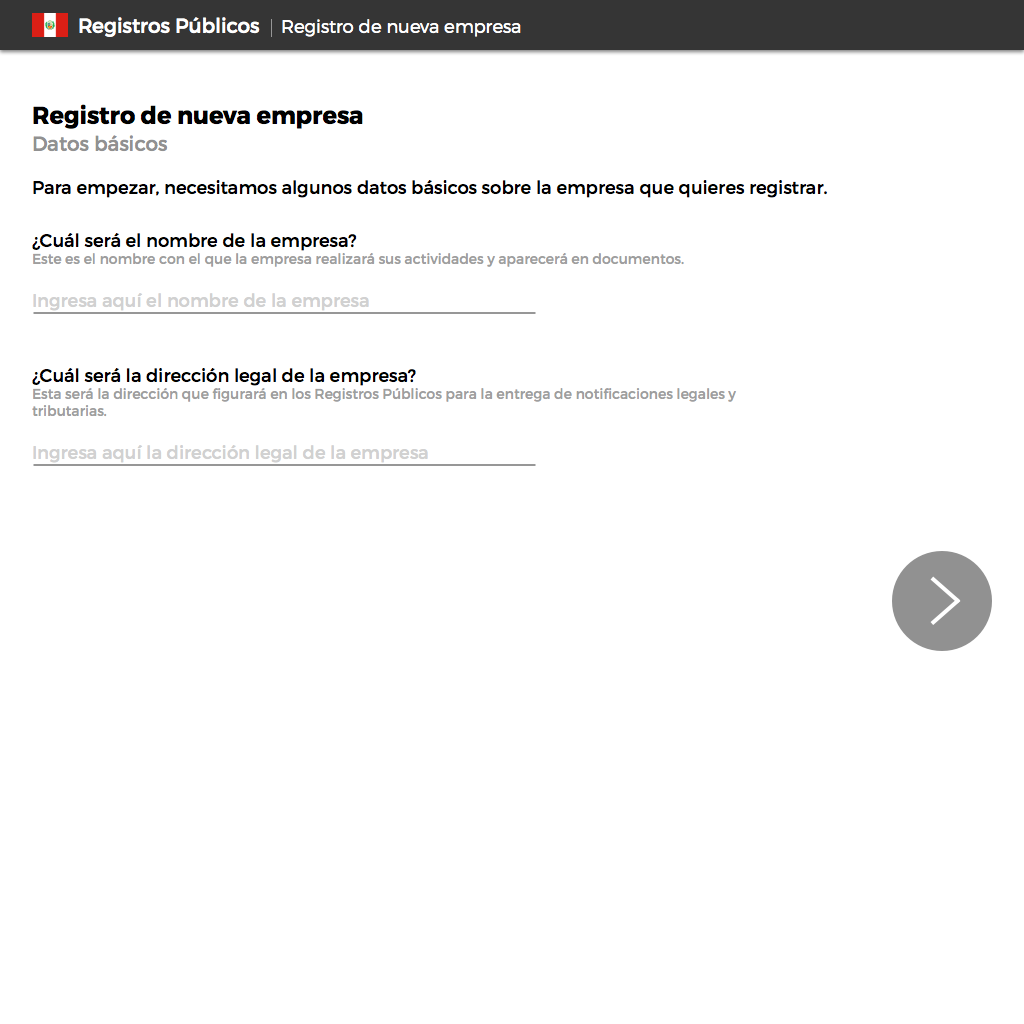 Registros Públicos | Registro de nueva empresa
Registro de nueva empresa
Datos básicos
Para empezar, necesitamos algunos datos básicos sobre la empresa que quieres registrar.
¿Cuál será el nombre de la empresa?
Este es el nombre con el que la empresa realizará sus actividades y aparecerá en documentos.
Ingresa aquí el nombre de la empresa
¿Cuál será la dirección legal de la empresa?
Esta será la dirección que figurará en los Registros Públicos para la entrega de notificaciones legales y
tributarias.
Ingresa aquí la dirección legal de la empresa